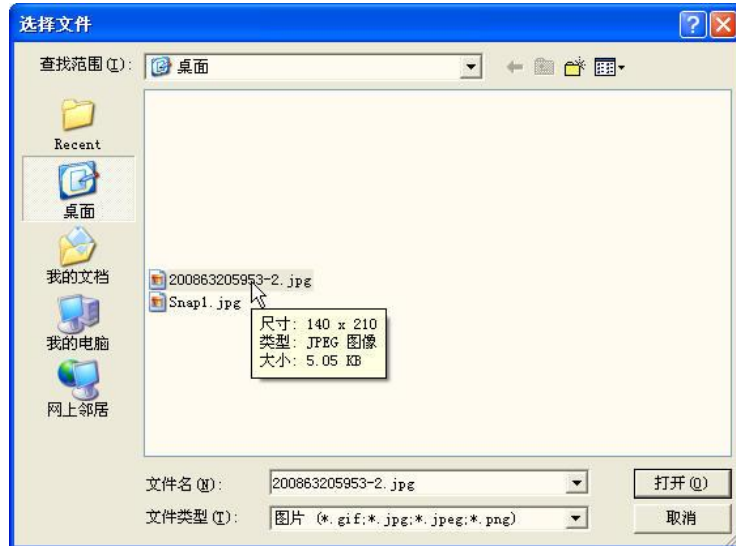 选择文件
查找范围(I):
桌面
Recent
桌面
我的文档
我的电脑
网上邻居
200863205953-2.jpg
Snap1.jpg
尺寸: 140 x 210
类型: JPEG 图像
大小: 5.05 KB
文件名(N):
200863205953-2.jpg
打开(O)
文件类型(T):
图片 (*.gif;*.jpg;*.jpeg;*.png)
取消